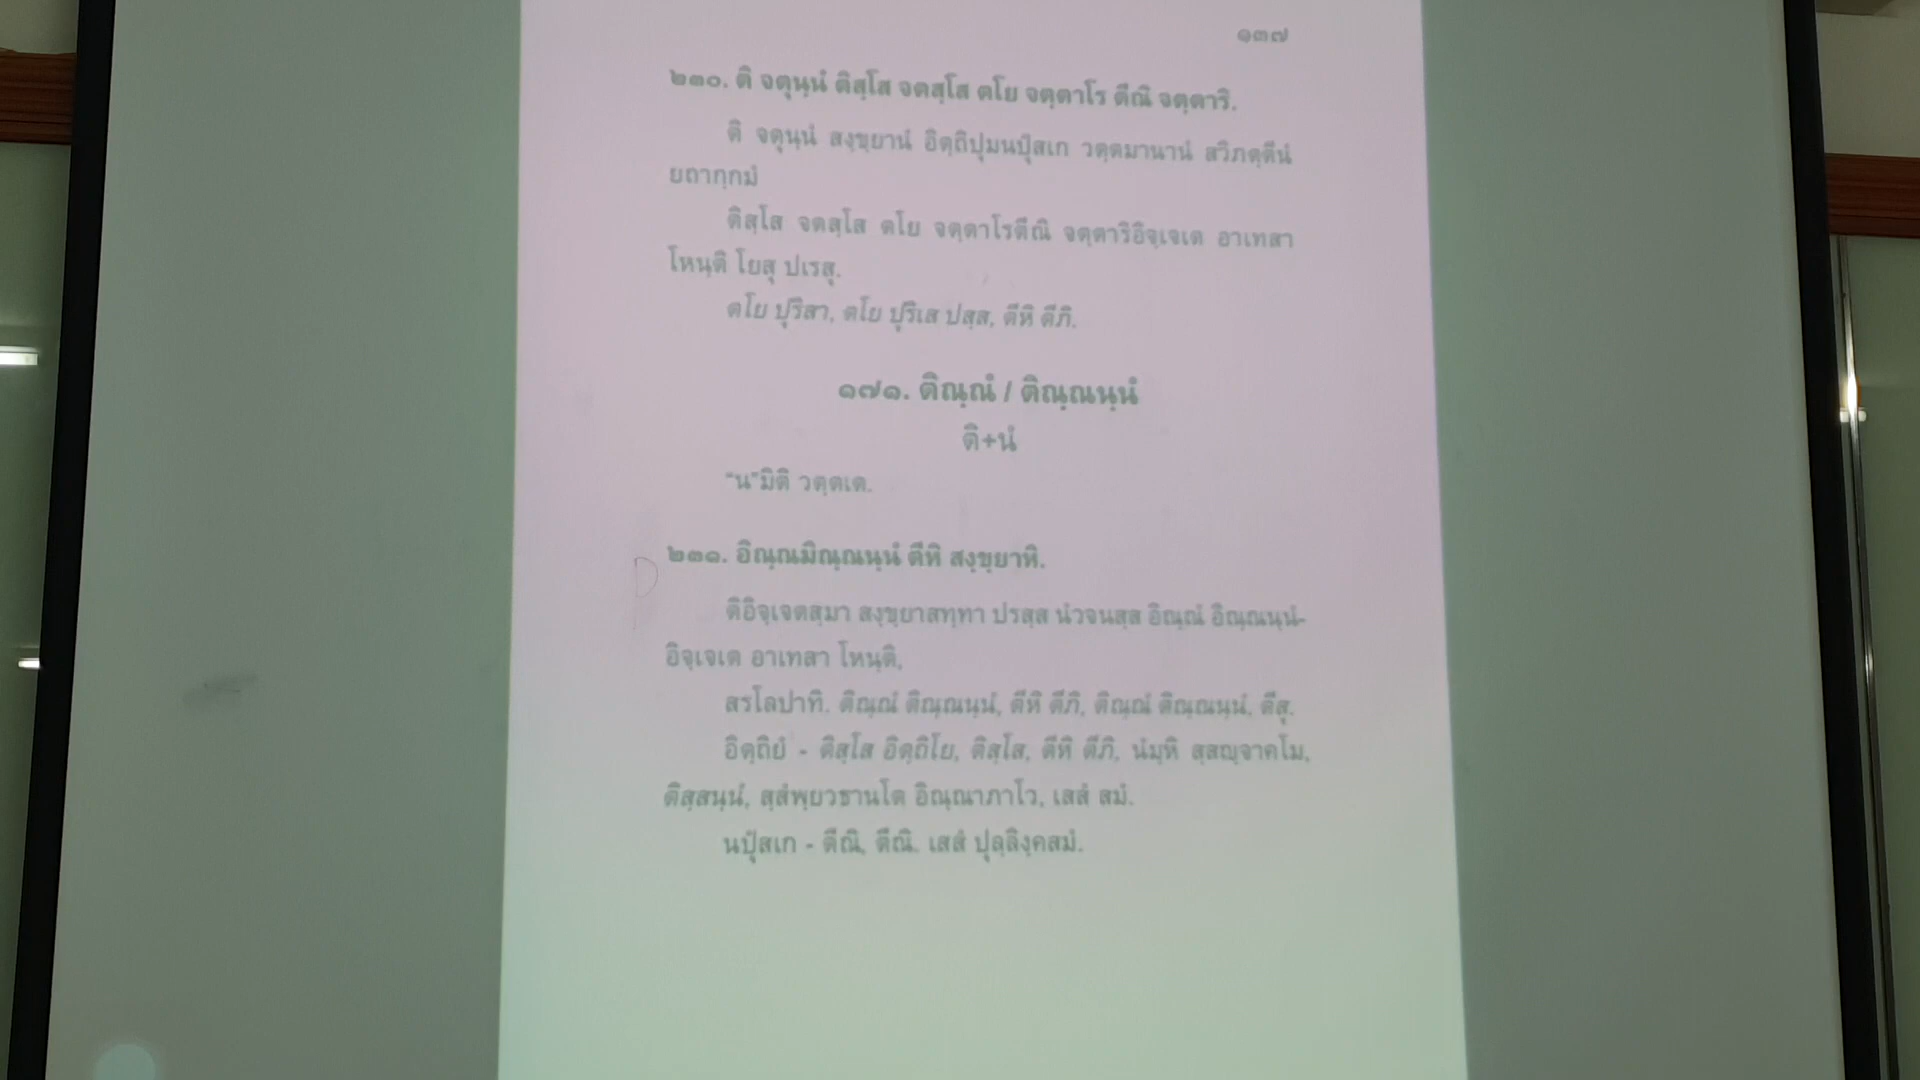 ๑๓๗
๒๓๐. ติ จตุนฺนํ ติสฺโส จตสฺโส ตโย จตฺตาโร ตีณิ จตฺตาริ.
ติ จตุนฺนํ สงฺขฺยานํ อิตฺถิปุมนปุํสเก วตฺตมานานํ สวิภตฺตีนํ
ยถากฺกมํ
ติสฺโส จตสฺโส ตโย จตฺตาโรตีณิ จตฺตาริอิจฺเจเต อาเทสา
โหนฺติ โยสุ ปเรสุ.
ตโย ปุริสา, ตโย ปุริเส ปสฺส, ตีหิ ตีภิ.
๑๗๑. ติณฺณํ / ติณฺณนฺนํ
ติ+นํ
“น”มิติ วตฺตเต.
๒๓๑. อิณฺณมิณฺณนฺนํ ตีหิ สงฺขฺยาหิ.
ติอิจฺเจตสฺมา สงฺขฺยาสทฺทา ปรสฺส นํวจนสฺส อิณฺณํ อิณฺณนฺนํ-
อิจฺเจเต อาเทสา โหนฺติ,
สรโลปาทิ. ติณฺณํ ติณฺณนฺนํ, ตีหิ ตีภิ, ติณฺณํ ติณฺณนฺนํ, ตีสุ.
อิตฺถิยํ - ติสฺโส อิตฺถิโย, ติสฺโส, ตีหิ ตีภิ, นํมฺหิ สฺสญฺจาคโม,
ติสฺสนฺนํ, สฺสํพฺยวธานโต อิณฺณาภาโว, เสสํ สมํ.
นปุํสเก - ตีณิ, ตีณิ. เสสํ ปุลฺลิงฺคสมํ.